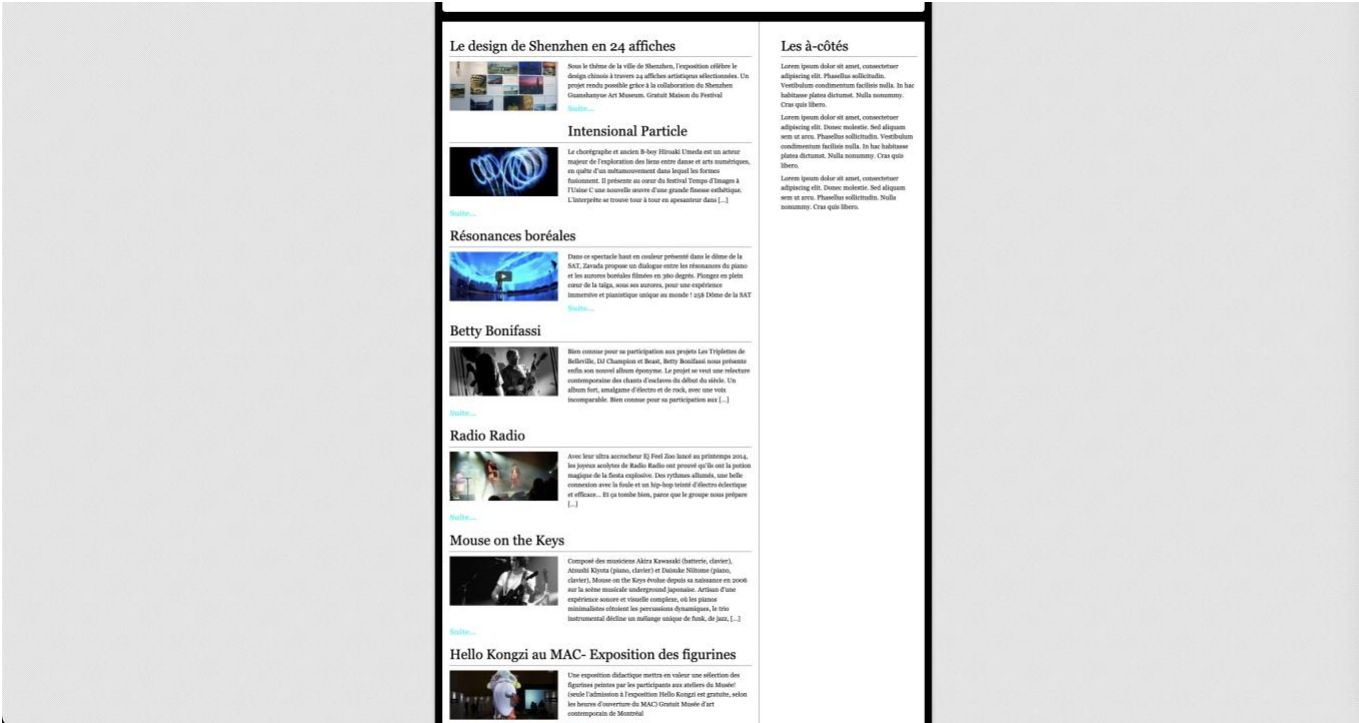 Le design de Shenzhen en 24 affiches
Sous le thème de la ville de Shenzhen, l'exposition célèbre le
design chinois à travers 24 affiches artistiqeus sélectionnées. Un
projet rendu possible grâce à la collaboration du Shenzhen
Guanshanyue Art Museum. Gratuit Maison du Festival
Suite...
Intensional Particle
Le chorégraphe et ancien B-boy Hiroaki Umeda est un acteur
majeur de l'exploration des liens entre danse et arts numériques,
en quête d'un métamouvement dans lequel les formes
fusionnent. Il présente au cœur du festival Temps d'Images à
l'Usine C une nouvelle œuvre d'une grande finesse esthétique.
L'interprète se trouve tour à tour en apesanteur dans [...]
Suite...
Résonances boréales
Dans ce spectacle haut en couleur présenté dans le dôme de la
SAT, Zavada propose un dialogue entre les résonances du piano
et les aurores boréales filmées en 360 degrés. Plongez en plein
cœur de la taïga, sous ses aurores, pour une expérience
immersive et pianistique unique au monde ! 25$ Dôme de la SAT
Suite...
Betty Bonifassi
Bien connue pour sa participation aux projets Les Triplettes de
Belleville, DJ Champion et Beast, Betty Bonifassi nous présente
enfin son nouvel album éponyme. Le projet se veut une relecture
contemporaine des chants d'esclaves du début du siècle. Un
album fort, amalgame d'électro et de rock, avec une voix
incomparable. Bien connue pour sa participation aux [...]
Suite...
Radio Radio
Avec leur ultra accrocheur Ej Feel Zoo lancé au printemps 2014,
les joyeux acolytes de Radio Radio ont prouvé qu'ils ont la potion
magique de la fiesta explosive. Des rythmes allumés, une belle
connexion avec la foule et un hip-hop teinté d'électro éclectique
et efficace... Et ça tombe bien, parce que le groupe nous prépare
[...]
Suite...
Mouse on the Keys
Composé des musiciens Akira Kawasaki (batterie, clavier),
Atsushi Kiyota (piano, clavier) et Daisuke Niitome (piano,
clavier), Mouse on the Keys évolue depuis sa naissance en 2006
sur la scène musicale underground japonaise. Artisan d'une
expérience sonore et visuelle complexe, où les pianos
minimalistes côtoient les percussions dynamiques, le trio
instrumental décline un mélange unique de funk, de jazz, [...]
Suite...
Hello Kongzi au MAC- Exposition des figurines
Une exposition didactique mettra en valeur une sélection des
figurines peintes par les participants aux ateliers du Musée!
(seule l'admission à l'exposition Hello Kongzi est gratuite, selon
les heures d'ouverture du MAC) Gratuit Musée d'art
contemporain de Montréal
Les à-côtés
Lorem ipsum dolor sit amet, consectetuer
adipiscing elit. Phasellus sollicitudin.
Vestibulum condimentum facilisis nulla. In hac
habitasse platea dictumst. Nulla nonummy.
Cras quis libero.
Lorem ipsum dolor sit amet, consectetuer
adipiscing elit. Donec molestie. Sed aliquam
sem ut arcu. Phasellus sollicitudin. Vestibulum
condimentum facilisis nulla. In hac habitasse
platea dictumst. Nulla nonummy. Cras quis
libero.
Lorem ipsum dolor sit amet, consectetuer
adipiscing elit. Donec molestie. Sed aliquam
sem ut arcu. Phasellus sollicitudin. Nulla
nonummy. Cras quis libero.